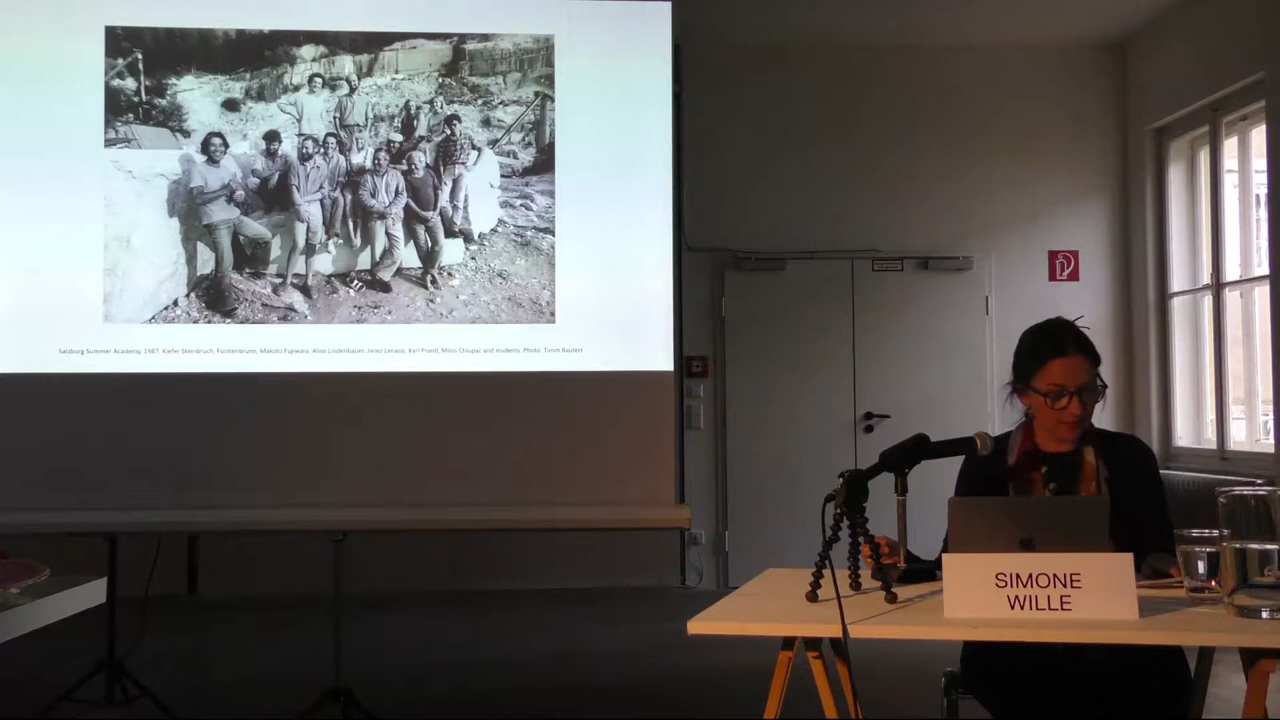 Salzburg Summer Academy, 1987. Kiefer Steinbruch, Fürstenbrunn, Makoto Fujiwara, Alois Lindenbauer, Janez Lenassi, Karl Prantl, Milos Chlupac and students. Photo: Timm Rautert
SIMONE
WILLE